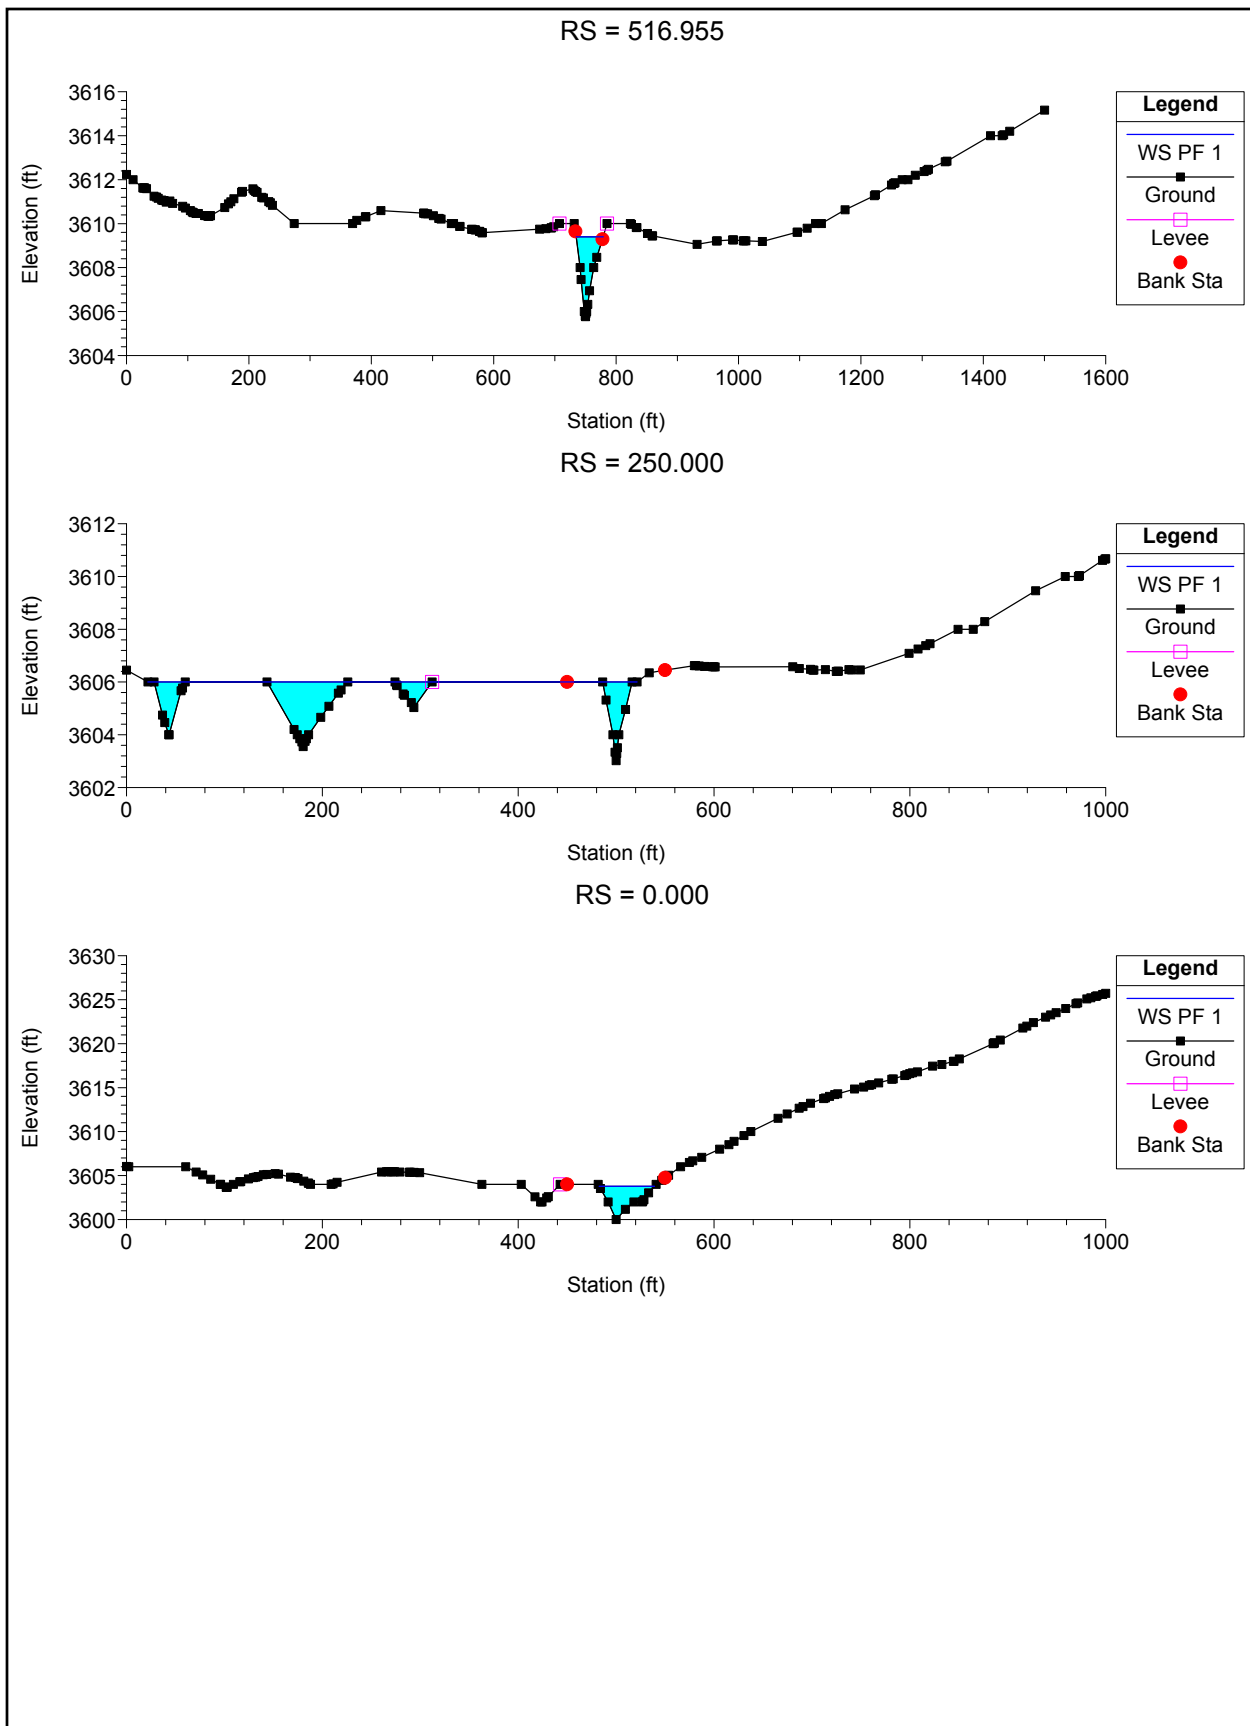 RS = 516.955
3616
3614
3612
3610
3608
3606
3604
Elevation (ft)
0 200 400 600 800 1000 1200 1400 1600
Station (ft)
Legend
WS PF 1
Ground
Levee
Bank Sta
RS = 250.000
3612
3610
3608
3606
3604
3602
Elevation (ft)
0 200 400 600 800 1000
Station (ft)
Legend
WS PF 1
Ground
Levee
Bank Sta
RS = 0.000
3630
3625
3620
3615
3610
3605
3600
Elevation (ft)
0 200 400 600 800 1000
Station (ft)
Legend
WS PF 1
Ground
Levee
Bank Sta